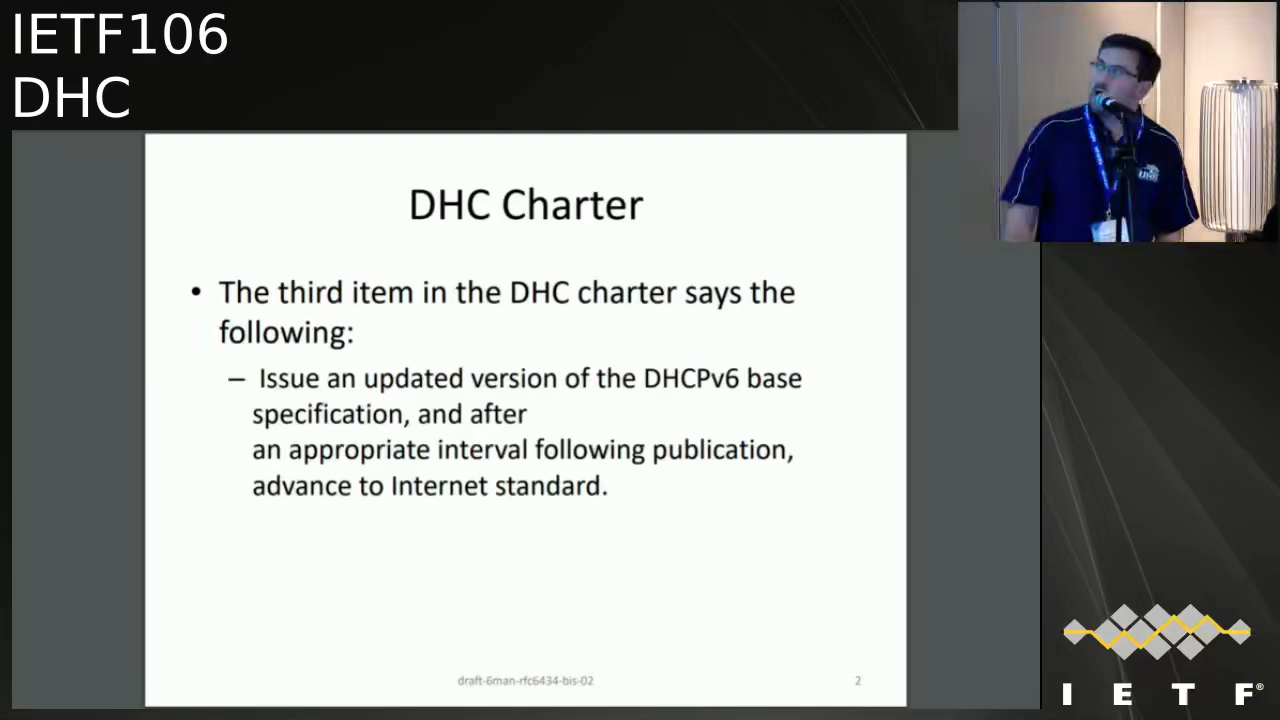 IETF106
DHC
DHC Charter
• The third item in the DHC charter says the
following:
– Issue an updated version of the DHCPv6 base
specification, and after
an appropriate interval following publication,
advance to Internet standard.
draft-6man-rfc6434-bis-02
2
I E T F®